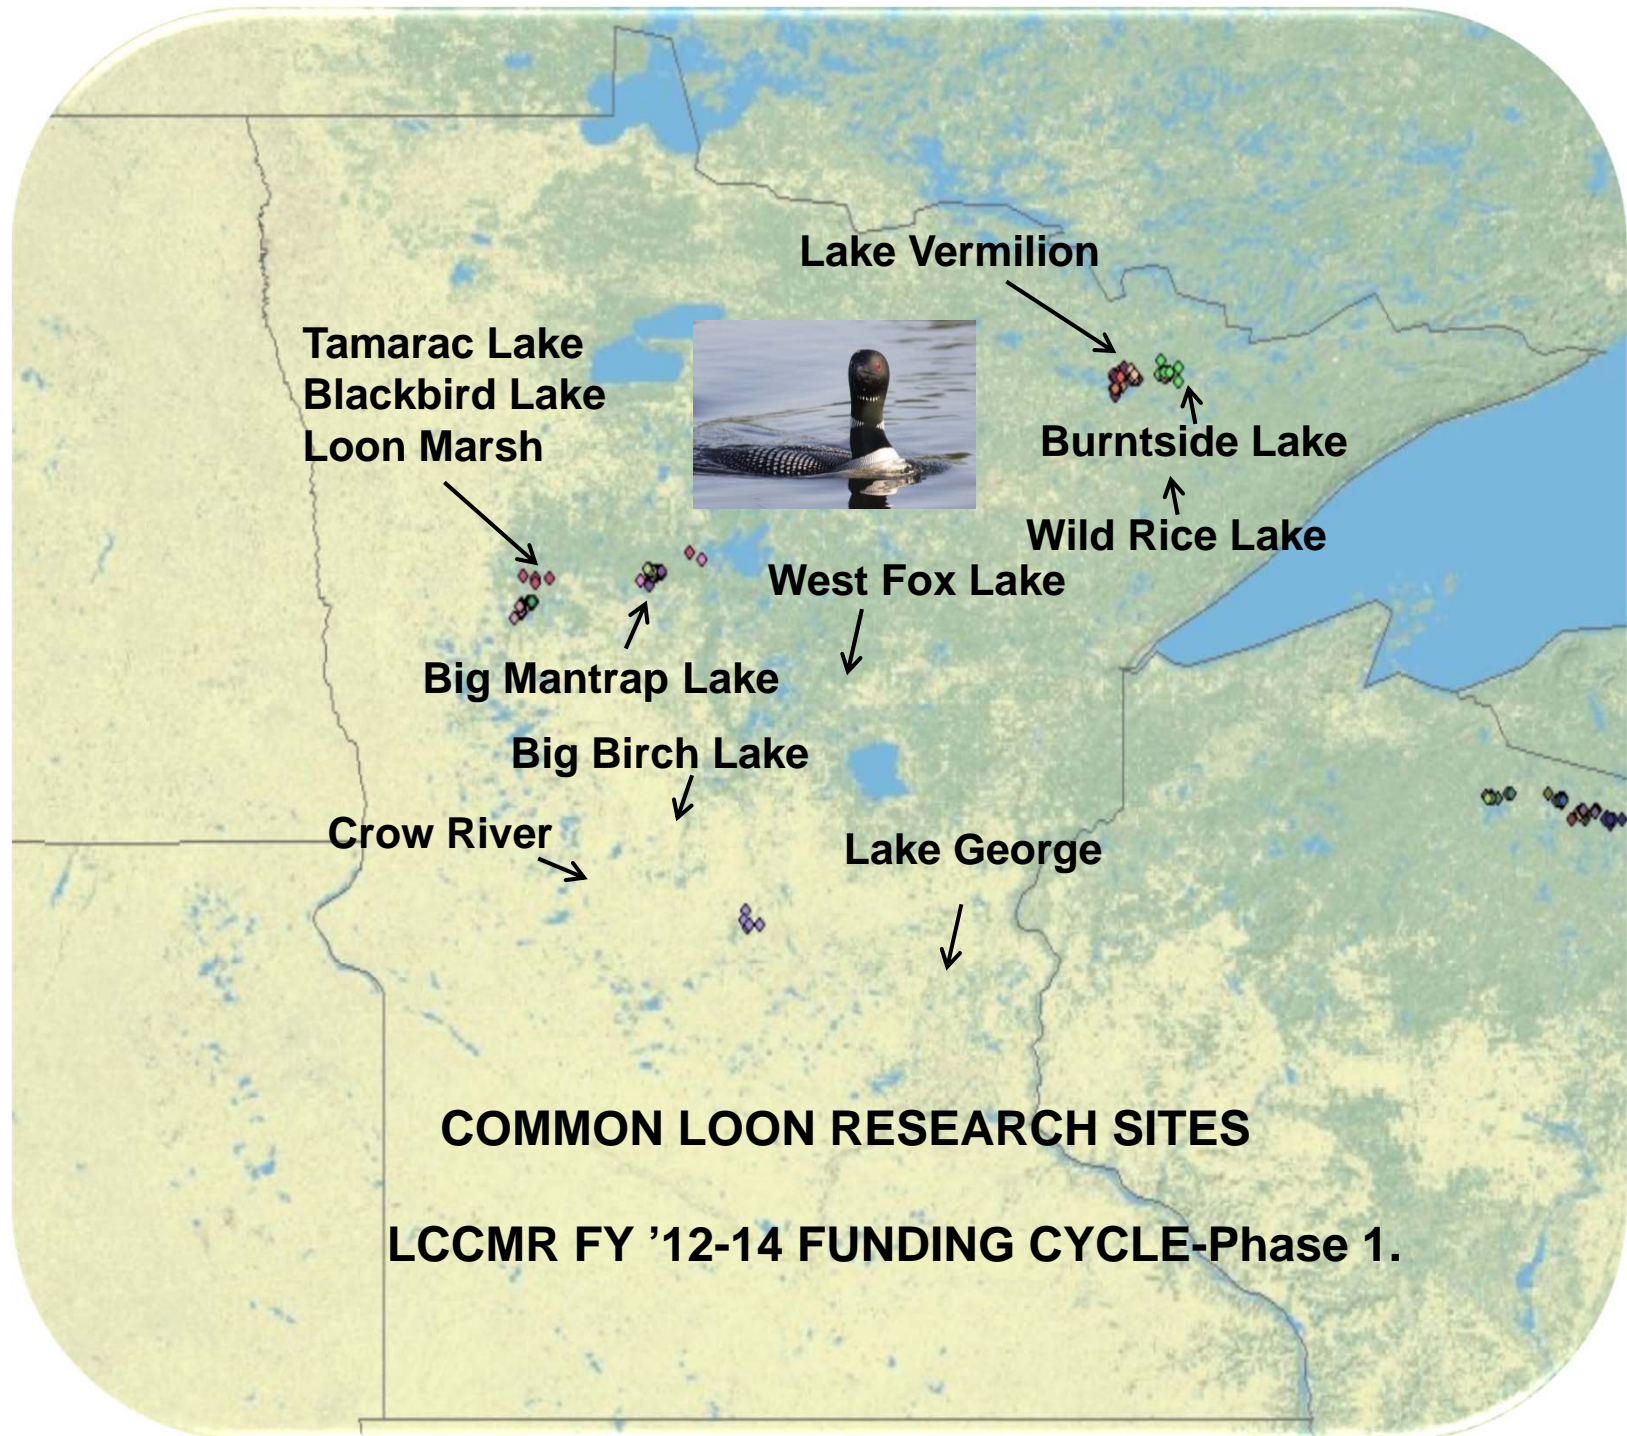 Lake Vermilion
Tamarac Lake
Blackbird Lake
Loon Marsh
Burntside Lake
Wild Rice Lake
West Fox Lake
Big Mantrap Lake
Big Birch Lake
Crow River
Lake George
COMMON LOON RESEARCH SITES
LCCMR FY ’12-14 FUNDING CYCLE-Phase 1.